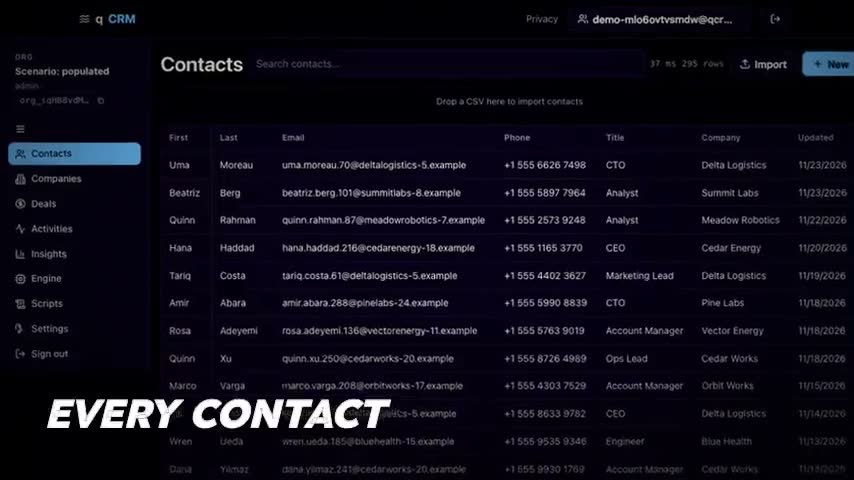 q CRM
Privacy
demo-mlo6ovtvsmdw@qcr...
ORG
Scenario: populated
admin
org_sqHB8vdM…
Contacts
Companies
Deals
Activities
Insights
Engine
Scripts
Settings
Sign out
Contacts
Search contacts...
37 ms 295 rows
Import
+ New
Drop a CSV here to import contacts
First Last Email Phone Title Company Updated
Uma Moreau uma.moreau.70@deltalogistics-5.example +1 555 6626 7498 CTO Delta Logistics 11/23/2026
Beatriz Berg beatriz.berg.101@summitlabs-8.example +1 555 5897 7964 Analyst Summit Labs 11/23/2026
Quinn Rahman quinn.rahman.87@meadowrobotics-7.example +1 555 2573 9248 Analyst Meadow Robotics 11/22/2026
Hana Haddad hana.haddad.216@cedarenergy-18.example +1 555 1165 3770 CEO Cedar Energy 11/20/2026
Tariq Costa tariq.costa.61@deltalogistics-5.example +1 555 4402 3627 Marketing Lead Delta Logistics 11/19/2026
Amir Abara amir.abara.288@pinelabs-24.example +1 555 5990 8839 CTO Pine Labs 11/18/2026
Rosa Adeyemi rosa.adeyemi.136@vectorenergy-11.example +1 555 5763 9019 Account Manager Vector Energy 11/18/2026
Quinn Xu quinn.xu.250@cedarworks-20.example +1 555 8726 4989 Ops Lead Cedar Works 11/18/2026
Marco Varga marco.varga.208@orbitworks-17.example +1 555 4303 7529 Account Manager Orbit Works 11/15/2026
+1 555 8633 9782 CEO Delta Logistics 11/14/2026
Wren Ueda wren.ueda.185@bluehealth-15.example +1 555 9535 9346 Engineer Blue Health 11/13/2026
Dana Yilmaz dana.yilmaz.241@cedarworks-20.example +1 555 9930 1769 Account Manager Cedar Works 11/13/2026
EVERY CONTACT